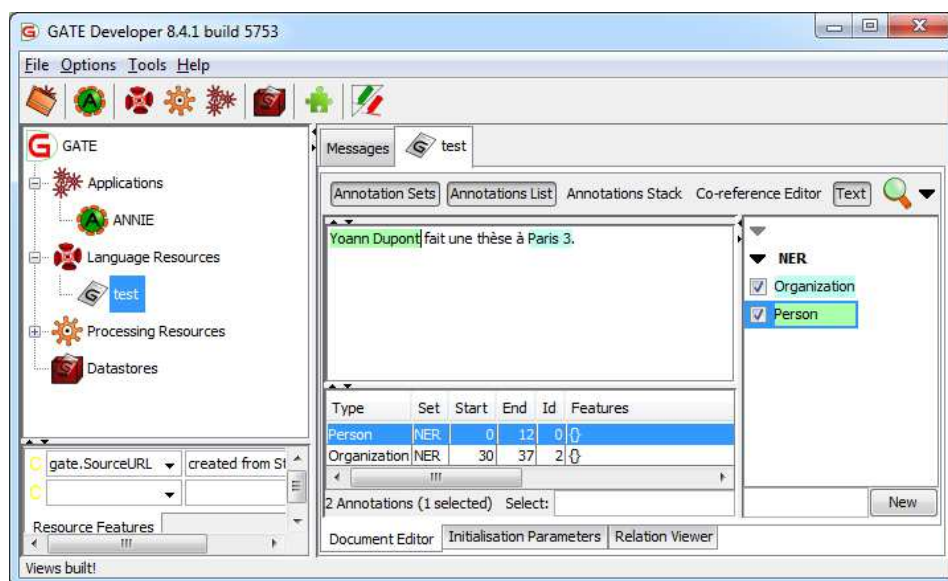 GATE Developer 8.4.1 build 5753
File Options Tools Help
GATE
Applications
ANNIE
Language Resources
test
Processing Resources
Datastores
gate.SourceURL created from St
Resource Features
Messages test
Annotation Sets Annotations List Annotations Stack Co-reference Editor Text
Yoann Dupont fait une thèse à Paris 3.
NER
Organization
Person
Type Set Start End Id Features
Person NER 0 12 0 {}
Organization NER 30 37 2 {}
2 Annotations (1 selected) Select:
New
Document Editor Initialisation Parameters Relation Viewer
Views built!